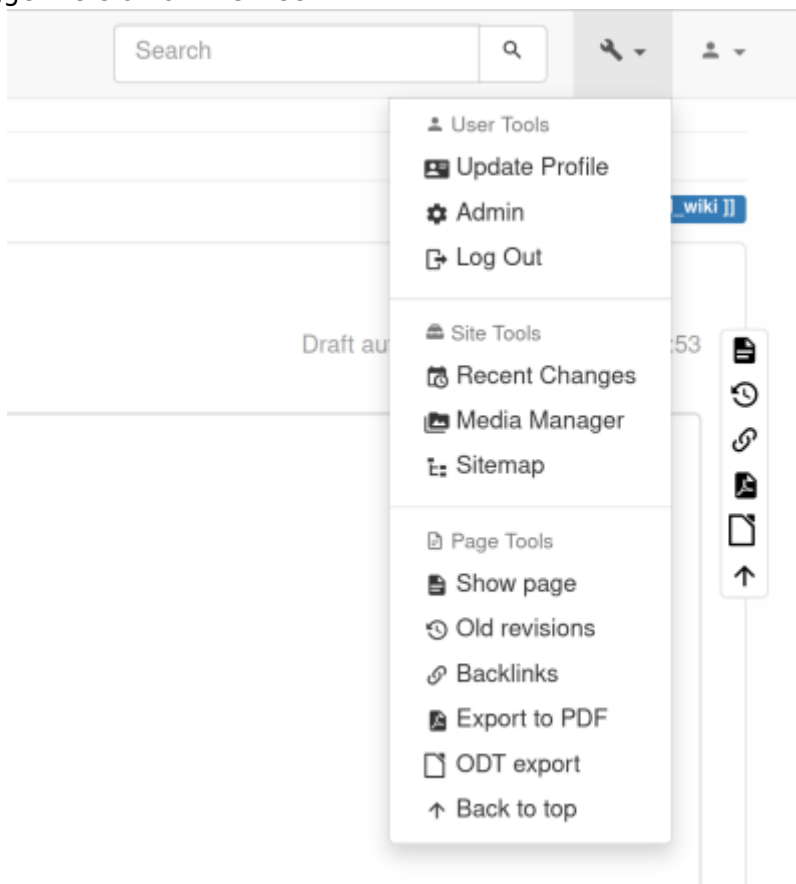 Search
User Tools
Update Profile
Admin
_wiki ]]
Log Out
Draft au
Site Tools
:53
Recent Changes
Media Manager
Sitemap
Page Tools
Show page
Old revisions
Backlinks
Export to PDF
ODT export
Back to top